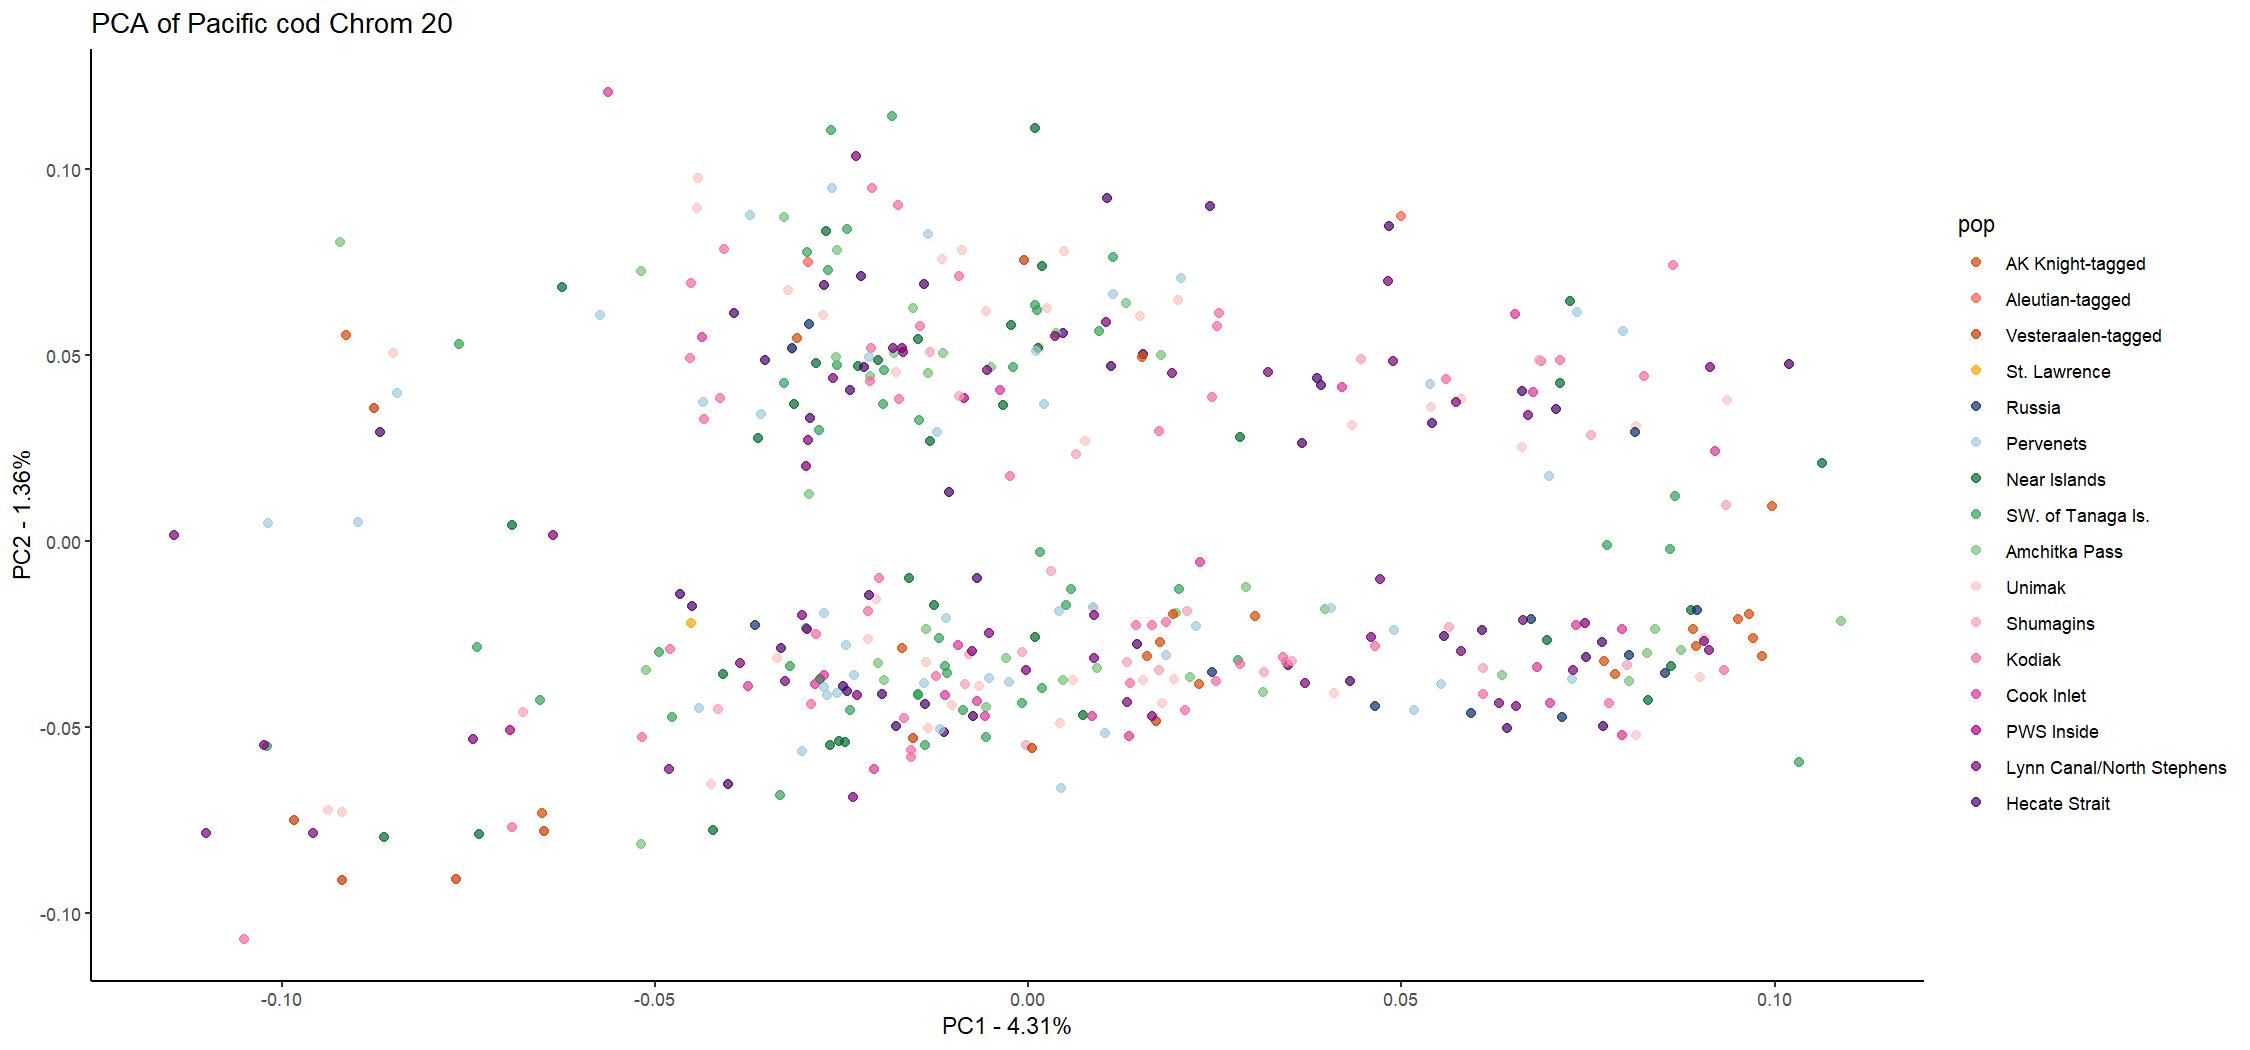 PCA of Pacific cod Chrom 20
PC2 - 1.36%
0.10
0.05
0.00
-0.05
-0.10
-0.10
-0.05
0.00
0.05
0.10
PC1 - 4.31%
pop
AK Knight-tagged
Aleutian-tagged
Vesteraalen-tagged
St. Lawrence
Russia
Pervenets
Near Islands
SW. of Tanaga Is.
Amchitka Pass
Unimak
Shumagins
Kodiak
Cook Inlet
PWS Inside
Lynn Canal/North Stephens
Hecate Strait